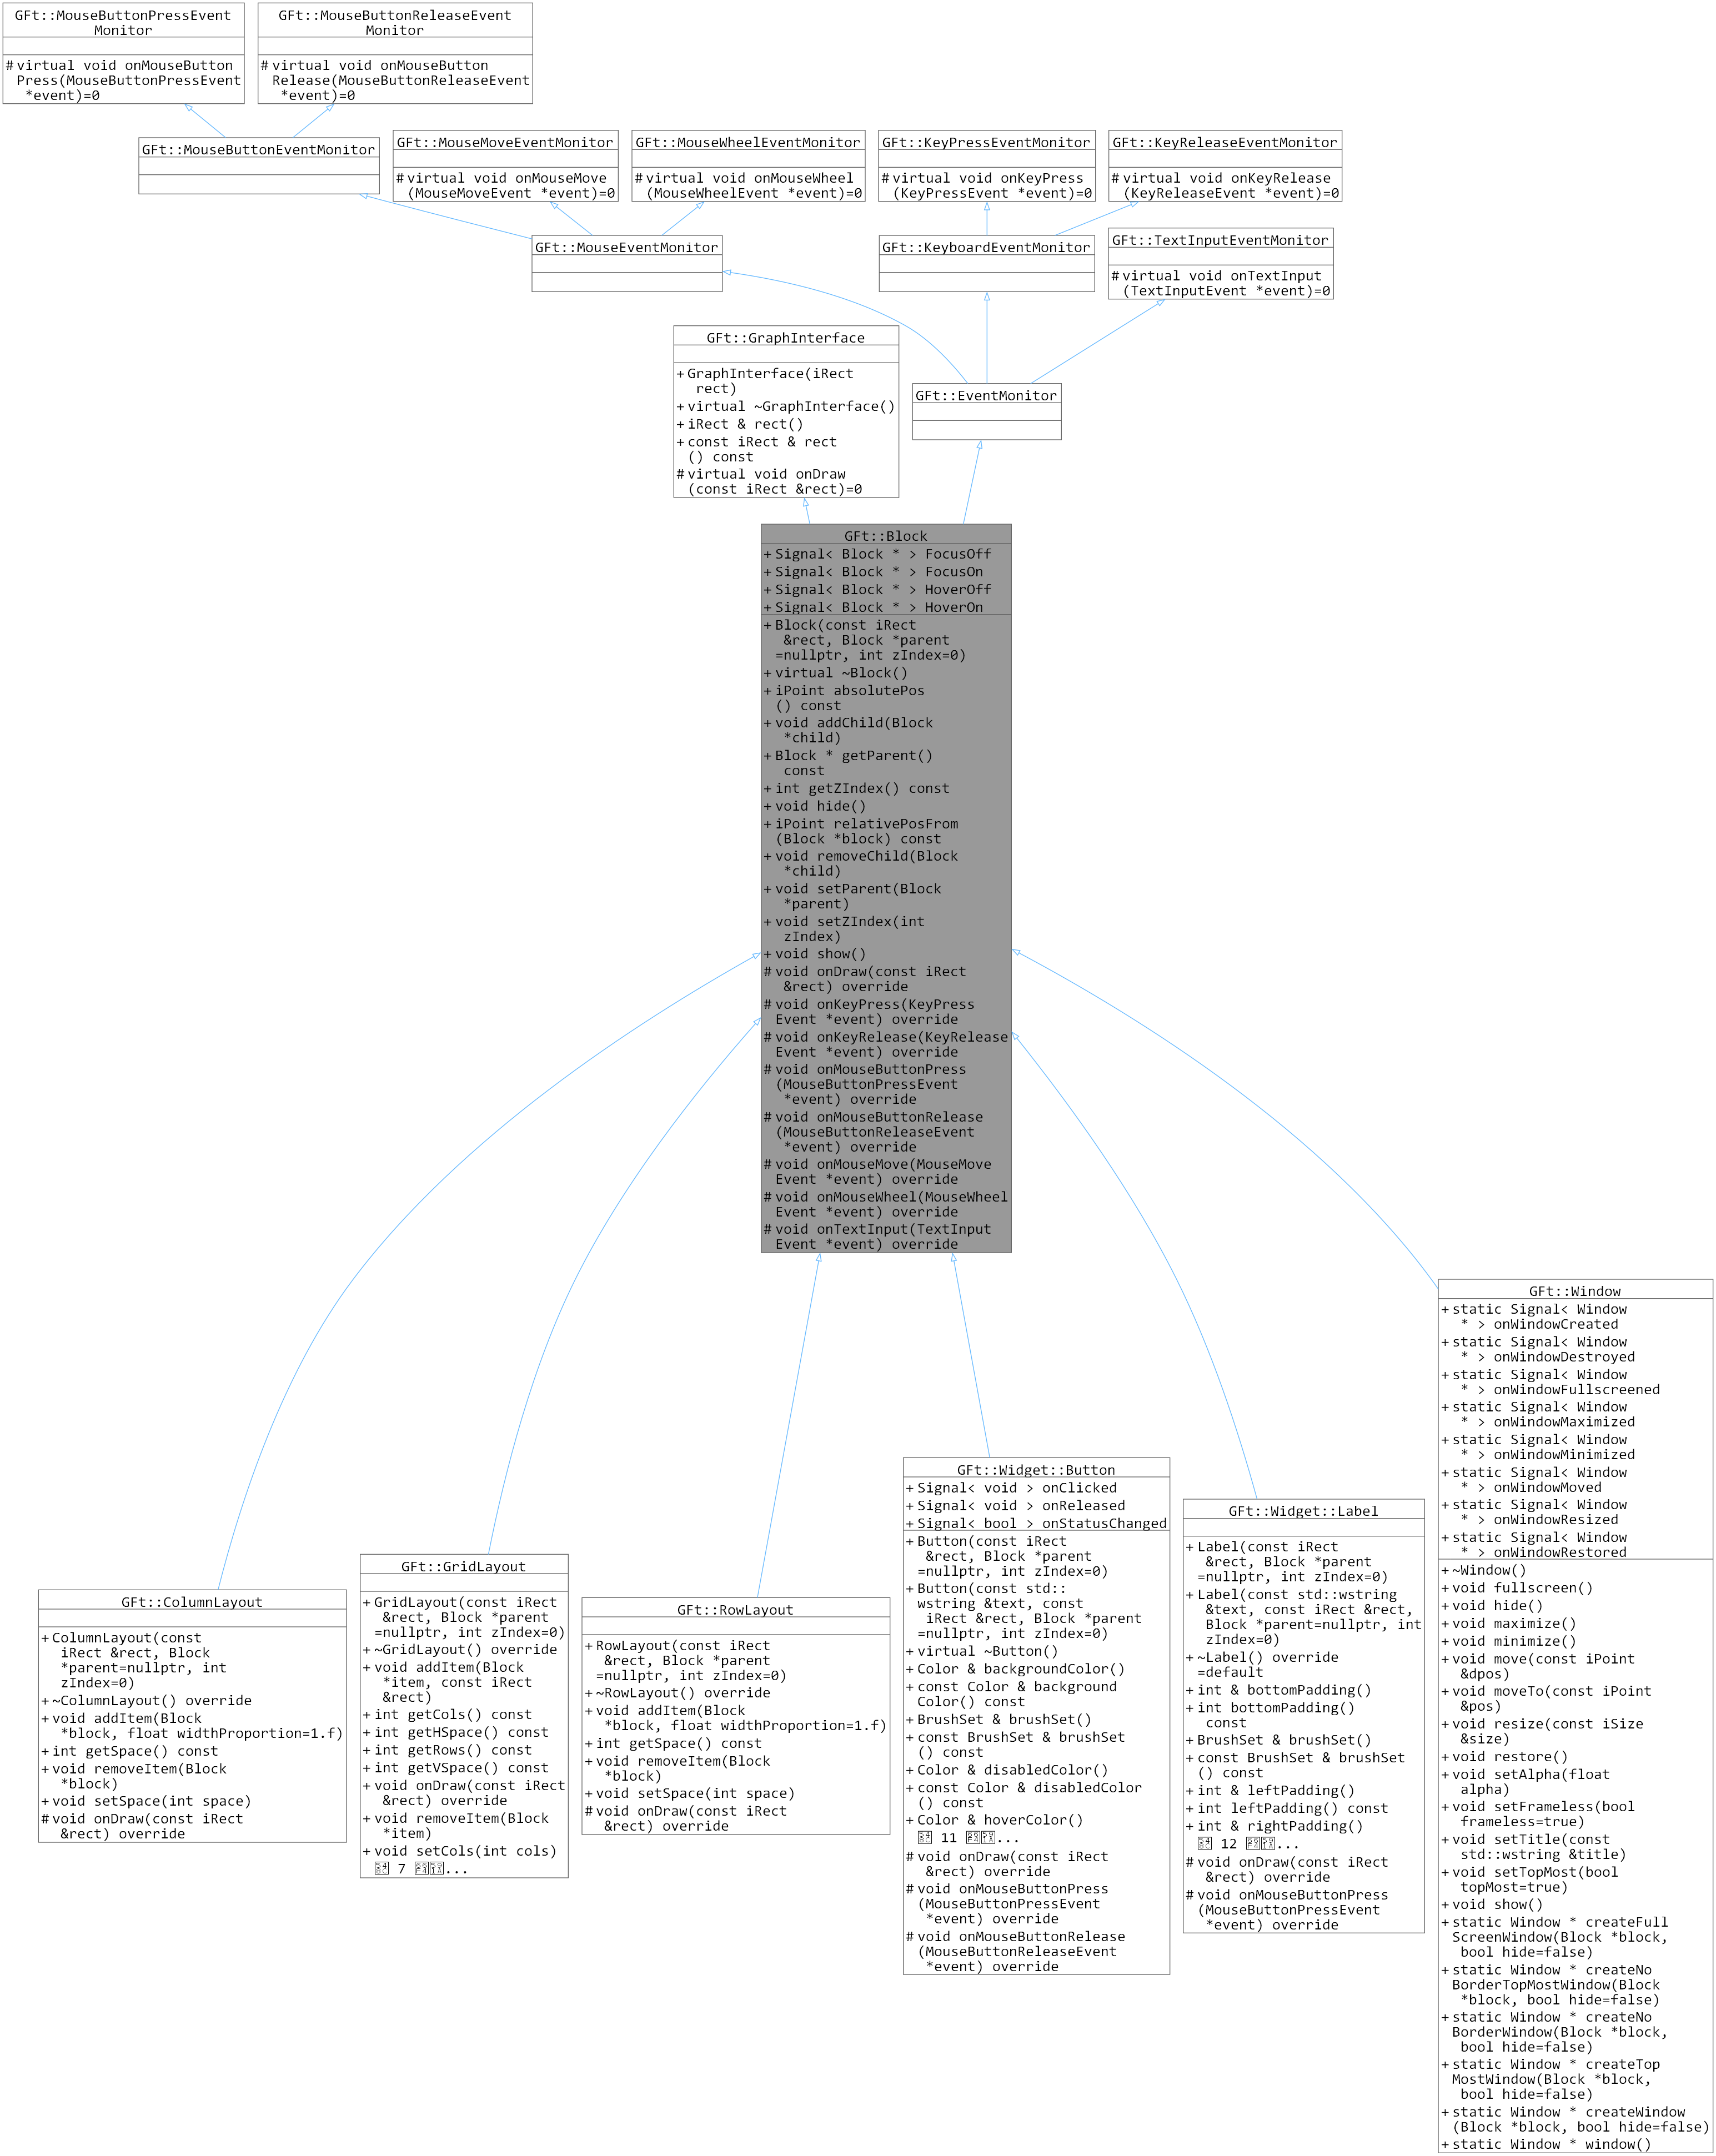 GFt::MouseButtonPressEvent
Monitor
# virtual void onMouseButton
Press(MouseButtonPressEvent
*event)=0
GFt::MouseButtonReleaseEvent
Monitor
# virtual void onMouseButton
Release(MouseButtonReleaseEvent
*event)=0
GFt::MouseButtonEventMonitor
GFt::MouseMoveEventMonitor
# virtual void onMouseMove
(MouseMoveEvent *event)=0
GFt::MouseWheelEventMonitor
# virtual void onMouseWheel
(MouseWheelEvent *event)=0
GFt::KeyPressEventMonitor
# virtual void onKeyPress
(KeyPressEvent *event)=0
GFt::KeyReleaseEventMonitor
# virtual void onKeyRelease
(KeyReleaseEvent *event)=0
GFt::MouseEventMonitor
GFt::KeyboardEventMonitor
GFt::TextInputEventMonitor
# virtual void onTextInput
(TextInputEvent *event)=0
GFt::GraphInterface
+ GraphInterface(iRect
rect)
+ virtual ~GraphInterface()
+ iRect & rect()
+ const iRect & rect
() const
# virtual void onDraw
(const iRect &rect)=0
GFt::EventMonitor
GFt::Block
+ Signal< Block * > FocusOff
+ Signal< Block * > FocusOn
+ Signal< Block * > HoverOff
+ Signal< Block * > HoverOn
+ Block(const iRect
&rect, Block *parent
=nullptr, int zIndex=0)
+ virtual ~Block()
+ iPoint absolutePos
() const
+ void addChild(Block
*child)
+ Block * getParent()
const
+ int getZIndex() const
+ void hide()
+ iPoint relativePosFrom
(Block *block) const
+ void removeChild(Block
*child)
+ void setParent(Block
*parent)
+ void setZIndex(int
zIndex)
+ void show()
# void onDraw(const iRect
&rect) override
# void onKeyPress(KeyPress
Event *event) override
# void onKeyRelease(KeyRelease
Event *event) override
# void onMouseButtonPress
(MouseButtonPressEvent
*event) override
# void onMouseButtonRelease
(MouseButtonReleaseEvent
*event) override
# void onMouseMove(MouseMove
Event *event) override
# void onMouseWheel(MouseWheel
Event *event) override
# void onTextInput(TextInput
Event *event) override
GFt::ColumnLayout
+ ColumnLayout(const
iRect &rect, Block
*parent=nullptr, int
zIndex=0)
+ ~ColumnLayout() override
+ void addItem(Block
*block, float widthProportion=1.f)
+ int getSpace() const
+ void removeItem(Block
*block)
+ void setSpace(int space)
# void onDraw(const iRect
&rect) override
GFt::GridLayout
+ GridLayout(const iRect
&rect, Block *parent
=nullptr, int zIndex=0)
+ ~GridLayout() override
+ void addItem(Block
*item, const iRect
&rect)
+ int getCols() const
+ int getHSpace() const
+ int getRows() const
+ int getVSpace() const
+ void onDraw(const iRect
&rect) override
+ void removeItem(Block
*item)
+ void setCols(int cols)
7 ...
GFt::RowLayout
+ RowLayout(const iRect
&rect, Block *parent
=nullptr, int zIndex=0)
+ ~RowLayout() override
+ void addItem(Block
*block, float widthProportion=1.f)
+ int getSpace() const
+ void removeItem(Block
*block)
+ void setSpace(int space)
# void onDraw(const iRect
&rect) override
GFt::Widget::Button
+ Signal< void > onClicked
+ Signal< void > onReleased
+ Signal< bool > onStatusChanged
+ Button(const iRect
&rect, Block *parent
=nullptr, int zIndex=0)
+ Button(const std::
wstring &text, const
iRect &rect, Block *parent
=nullptr, int zIndex=0)
+ virtual ~Button()
+ Color & backgroundColor()
+ const Color & background
Color() const
+ BrushSet & brushSet()
+ const BrushSet & brushSet
() const
+ Color & disabledColor()
+ const Color & disabledColor
() const
+ Color & hoverColor()
11 ...
# void onDraw(const iRect
&rect) override
# void onMouseButtonPress
(MouseButtonPressEvent
*event) override
# void onMouseButtonRelease
(MouseButtonReleaseEvent
*event) override
GFt::Widget::Label
+ Label(const iRect
&rect, Block *parent
=nullptr, int zIndex=0)
+ Label(const std::wstring
&text, const iRect &rect,
Block *parent=nullptr, int
zIndex=0)
+ ~Label() override
=default
+ int & bottomPadding()
+ int bottomPadding()
const
+ BrushSet & brushSet()
+ const BrushSet & brushSet
() const
+ int & leftPadding()
+ int leftPadding() const
+ int & rightPadding()
12 ...
# void onDraw(const iRect
&rect) override
# void onMouseButtonPress
(MouseButtonPressEvent
*event) override
GFt::Window
+ static Signal< Window
* > onWindowCreated
+ static Signal< Window
* > onWindowDestroyed
+ static Signal< Window
* > onWindowFullscreened
+ static Signal< Window
* > onWindowMaximized
+ static Signal< Window
* > onWindowMinimized
+ static Signal< Window
* > onWindowMoved
+ static Signal< Window
* > onWindowResized
+ static Signal< Window
* > onWindowRestored
+ ~Window()
+ void fullscreen()
+ void hide()
+ void maximize()
+ void minimize()
+ void move(const iPoint
&dpos)
+ void moveTo(const iPoint
&pos)
+ void resize(const iSize
&size)
+ void restore()
+ void setAlpha(float
alpha)
+ void setFrameless(bool
frameless=true)
+ void setTitle(const
std::wstring &title)
+ void setTopMost(bool
topMost=true)
+ void show()
+ static Window * createFull
ScreenWindow(Block *block,
bool hide=false)
+ static Window * createNo
BorderTopMostWindow(Block
*block, bool hide=false)
+ static Window * createNo
BorderWindow(Block *block,
bool hide=false)
+ static Window * createTop
MostWindow(Block *block,
bool hide=false)
+ static Window * createWindow
(Block *block, bool hide=false)
+ static Window * window()